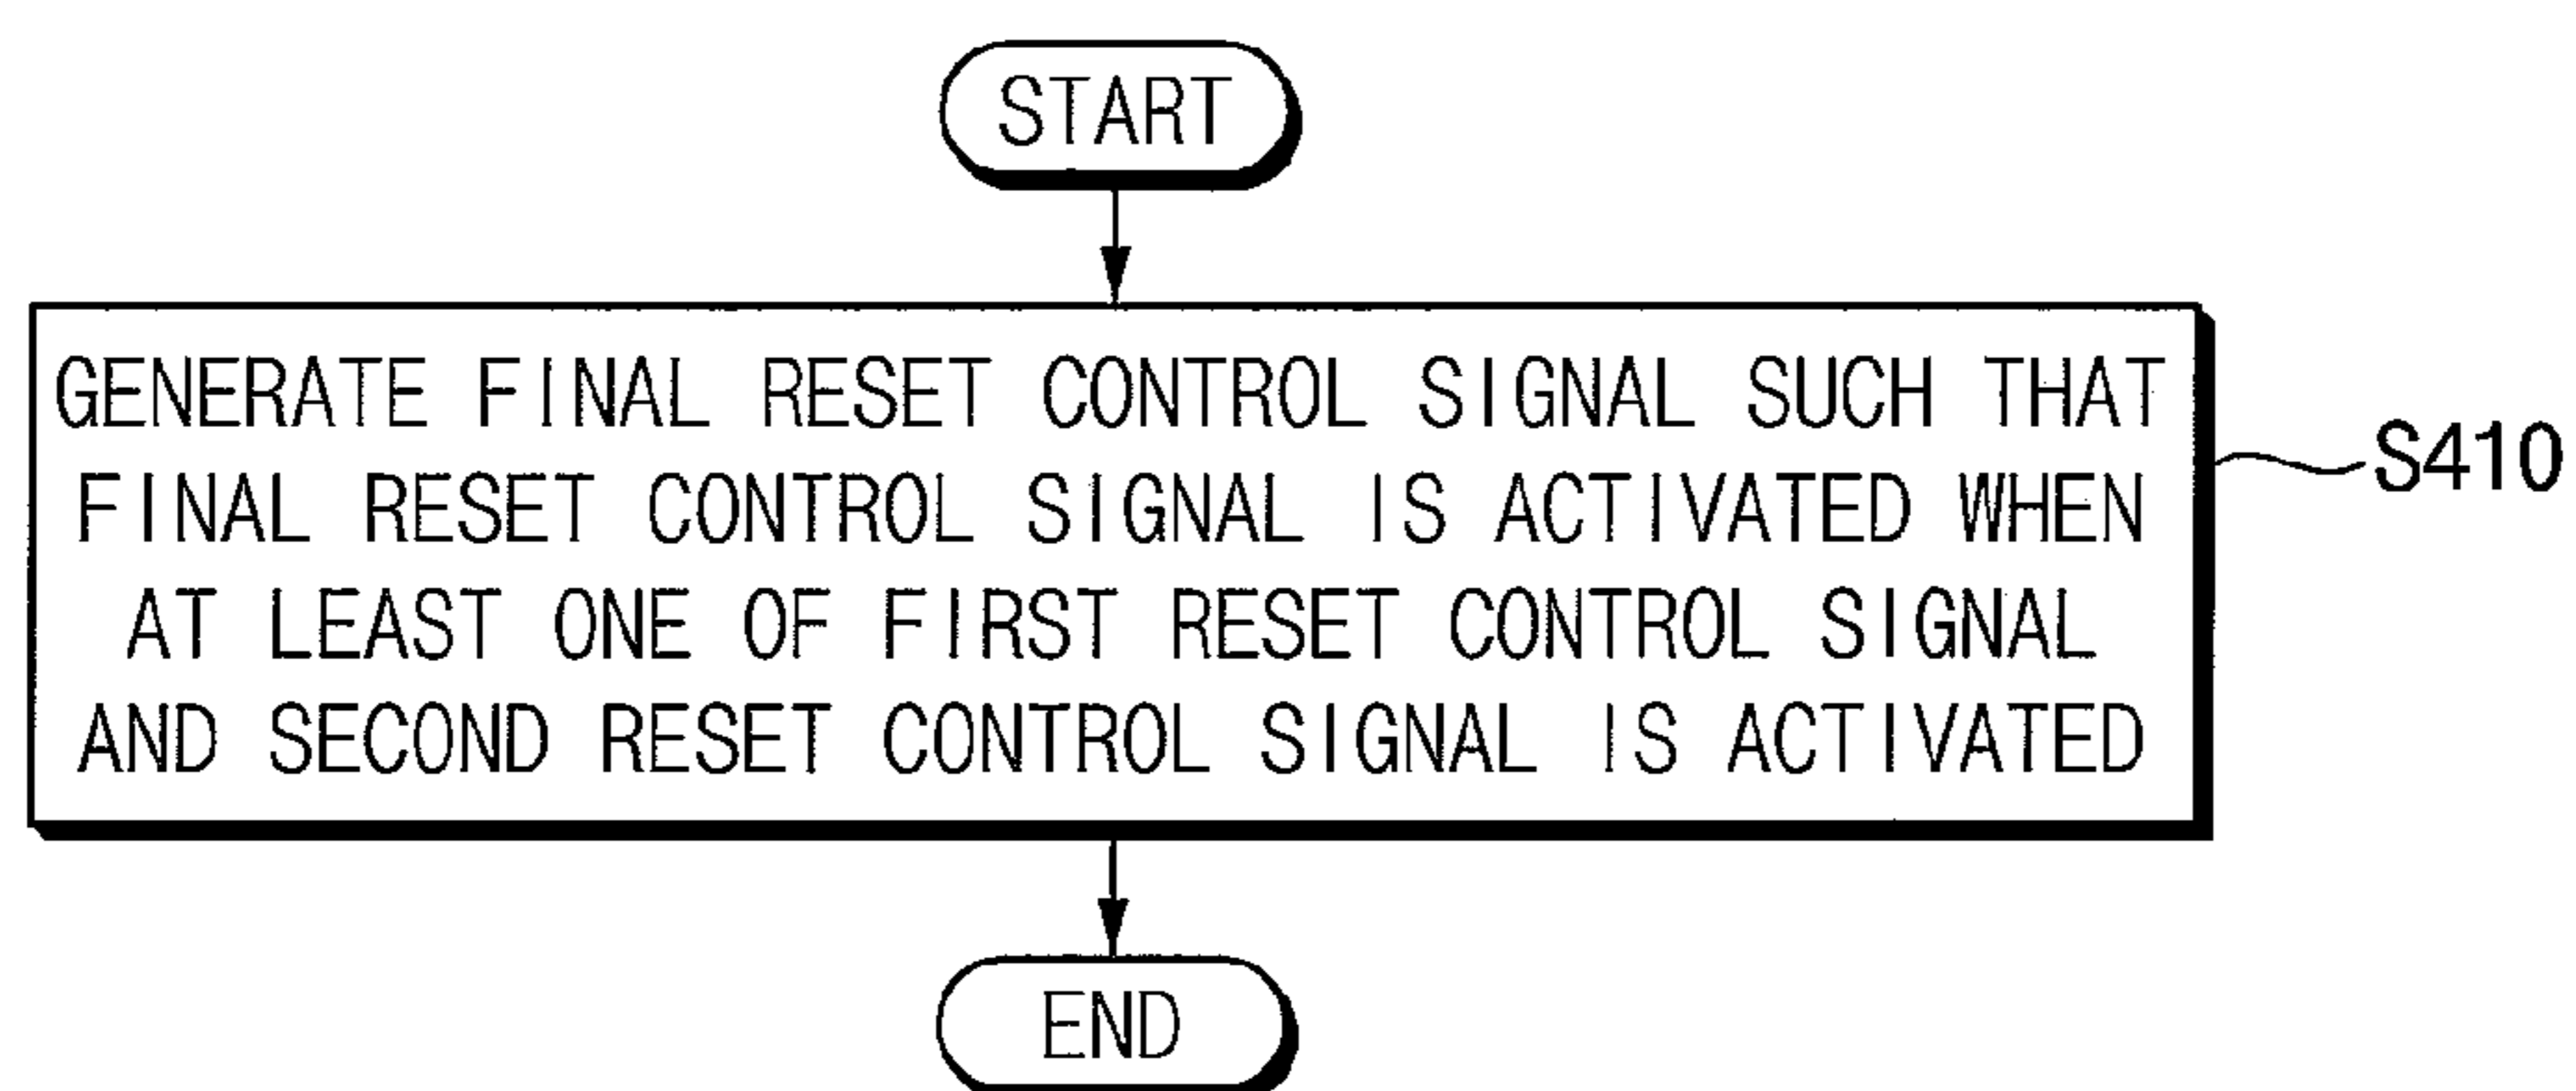 START
GENERATE FINAL RESET CONTROL SIGNAL SUCH THAT
FINAL RESET CONTROL SIGNAL IS ACTIVATED WHEN
AT LEAST ONE OF FIRST RESET CONTROL SIGNAL
AND SECOND RESET CONTROL SIGNAL IS ACTIVATED
S410
END